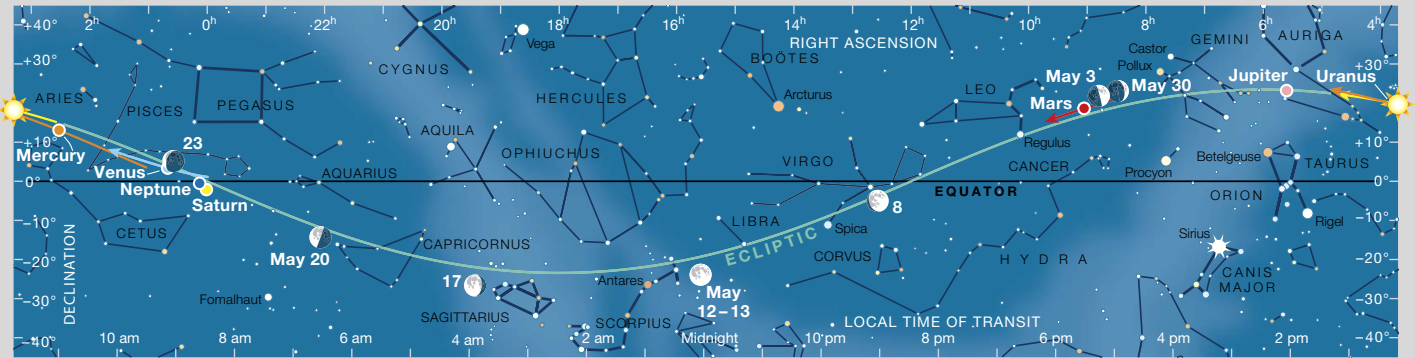 +40° 2h 0h 22h 20h 18h 16h 14h 12h 10h 8h 6h 4h
RIGHT ASCENSION
+30° +30°
+10° +10°
0° 0°
–10° –10°
–20° –20°
–30° –30°
–40° –40°
DECLINATION
ARIES
PISCES
PEGASUS
CYGNUS
Vega
HERCULES
BOÖTES
Arcturus
LEO
Regulus
Castor
Pollux
GEMINI
AURIGA
May 3
May 30
Mars
Jupiter
Uranus
Mercury
Venus
23
Neptune
Saturn
AQUARIUS
AQUILA
OPHIUCHUS
VIRGO
CANCER
Procyon
Betelgeuse
TAURUS
EQUATOR
ORION
Rigel
CETUS
May 20
CAPRICORNUS
LIBRA
ECLIPTIC
Spica
8
CORVUS
HYDRA
Sirius
CANIS
MAJOR
Fomalhaut
17
SAGITTARIUS
Antares
SCORPIUS
May
12–13
LOCAL TIME OF TRANSIT
10 am 8 am 6 am 4 am 2 am Midnight 10 pm 8 pm 6 pm 4 pm 2 pm